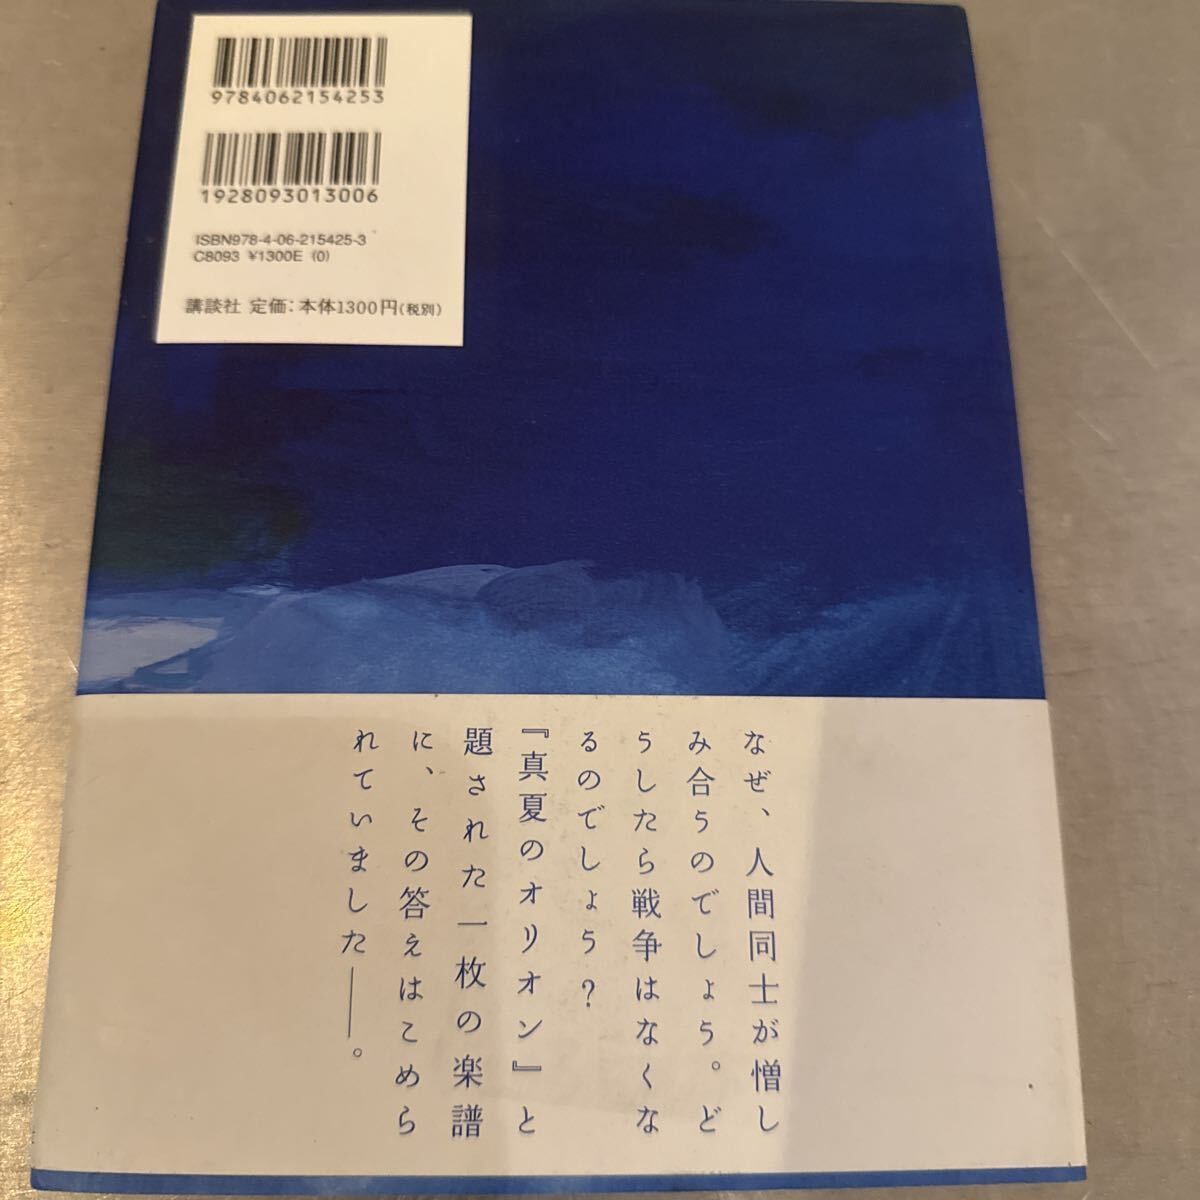 9784062154253
1928093013006
ISBN978-4-06-215425-3
C8093 ¥1300E (0)
講談社 定価：本体1300円（税別）
なぜ、人間同士が憎し
み合うのでしょう。ど
うしたら戦争はなくな
るのでしょう？
『真夏のオリオン』と
題された一枚の楽譜
に、その答えはこめら
れていました――。